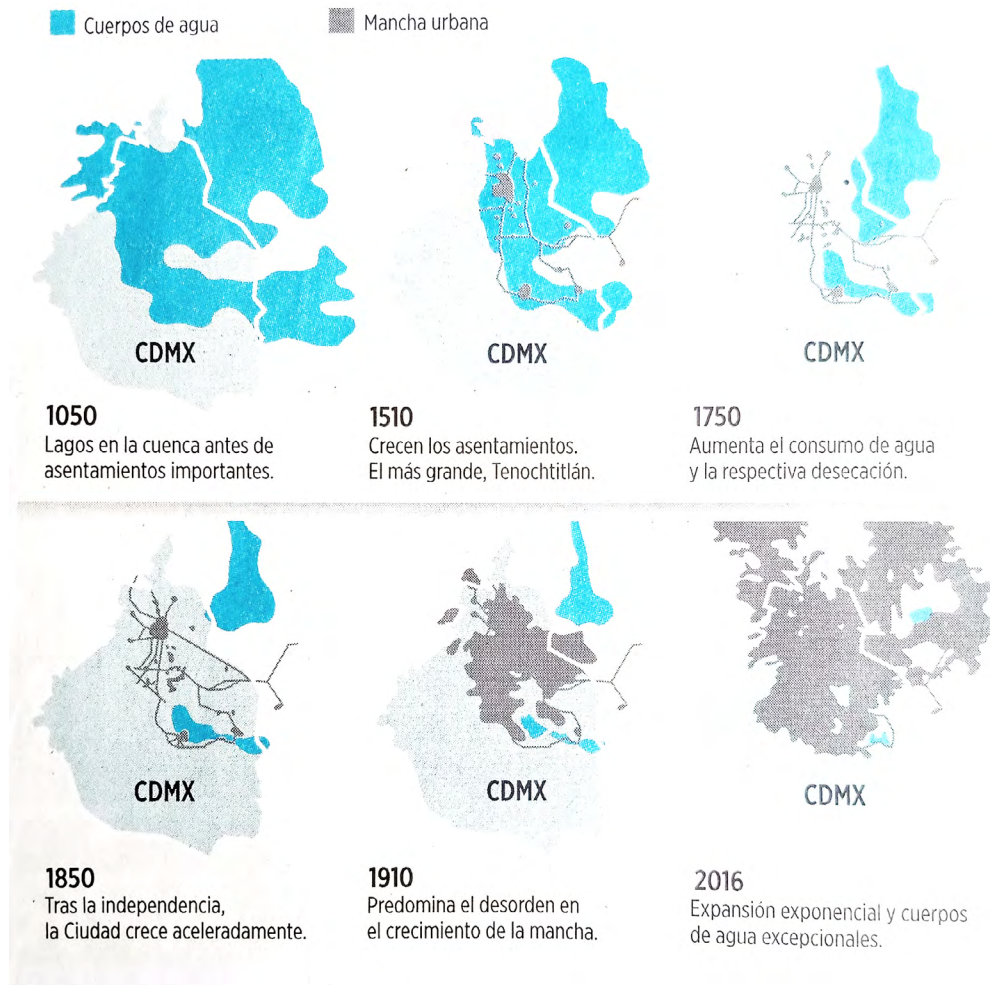 Cuerpos de agua
Mancha urbana
CDMX
1050
Lagos en la cuenca antes de
asentamientos importantes.
CDMX
1510
Crecen los asentamientos.
El más grande, Tenochtitlán.
CDMX
1750
Aumenta el consumo de agua
y la respectiva desecación.
CDMX
1850
Tras la independencia,
la Ciudad crece aceleradamente.
CDMX
1910
Predomina el desorden en
el crecimiento de la mancha.
CDMX
2016
Expansión exponencial y cuerpos
de agua excepcionales.